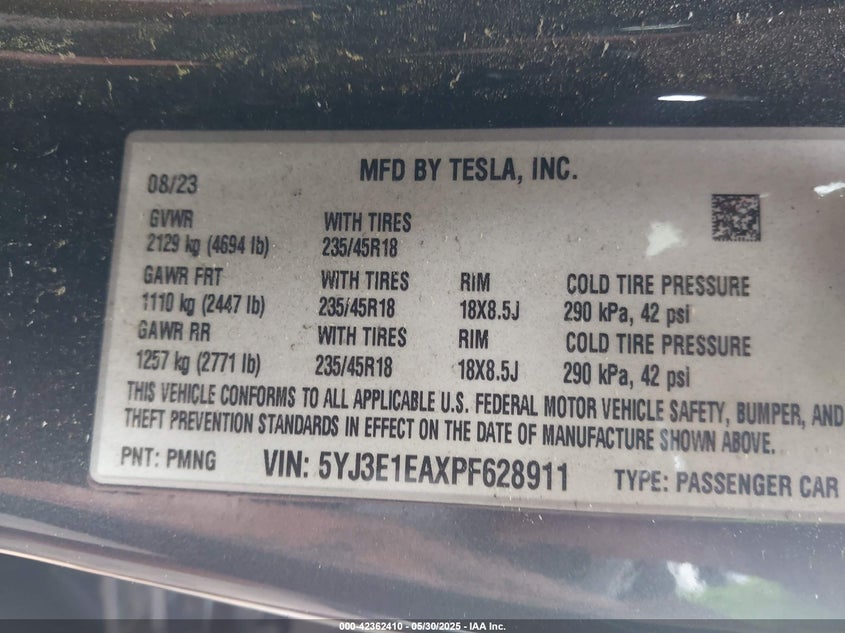 MFD BY TESLA, INC.
08/23
GVWR WITH TIRES
2129 kg (4694 lb) 235/45R18
GAWR FRT WITH TIRES RIM COLD TIRE PRESSURE
1110 kg (2447 lb) 235/45R18 18X8.5J 290 kPa, 42 psi
GAWR RR WITH TIRES RIM COLD TIRE PRESSURE
1257 kg (2771 lb) 235/45R18 18X8.5J 290 kPa, 42 psi
THIS VEHICLE CONFORMS TO ALL APPLICABLE U.S. FEDERAL MOTOR VEHICLE SAFETY, BUMPER, AND
THEFT PREVENTION STANDARDS IN EFFECT ON THE DATE OF MANUFACTURE SHOWN ABOVE.
PNT: PMNG VIN: 5YJ3E1EAXPF628911 TYPE: PASSENGER CAR
000-42362410 - 05/30/2025 - IAA Inc.